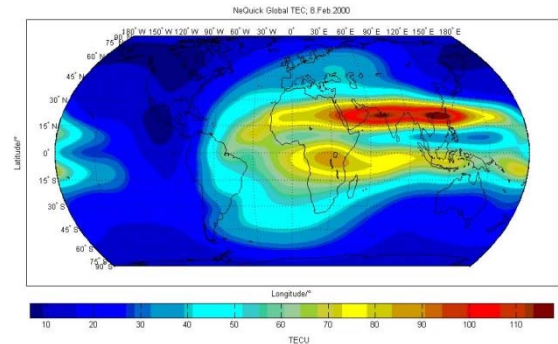 NeQuick Global TEC; 8.Feb.2000
180° W 150° W 120° W 90° W 60° W 30° W 0° 30° E 60° E 90° E 120° E 150° E 180° E
75° N
45° N
30° N
15° N
0°
15° S
30° S
45° S
60° S
75° S
90° S
Latitude/°
Longitude/°
10 20 30 40 50 60 70 80 90 100 110
TECU